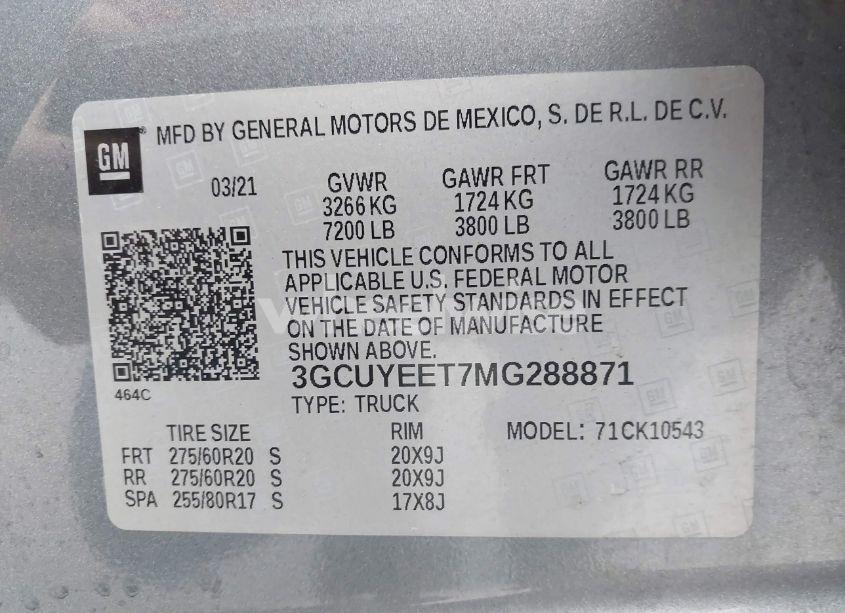 GM
MFD BY GENERAL MOTORS DE MEXICO, S. DE R.L. DE C.V.
03/21 GVWR GAWR FRT GAWR RR
3266 KG 1724 KG 1724 KG
7200 LB 3800 LB 3800 LB
THIS VEHICLE CONFORMS TO ALL
APPLICABLE U.S. FEDERAL MOTOR
VEHICLE SAFETY STANDARDS IN EFFECT
ON THE DATE OF MANUFACTURE
SHOWN ABOVE.
3GCUYEET7MG288871
464C
TYPE: TRUCK
TIRE SIZE RIM MODEL: 71CK10543
FRT 275/60R20 S 20X9J
RR 275/60R20 S 20X9J
SPA 255/80R17 S 17X8J